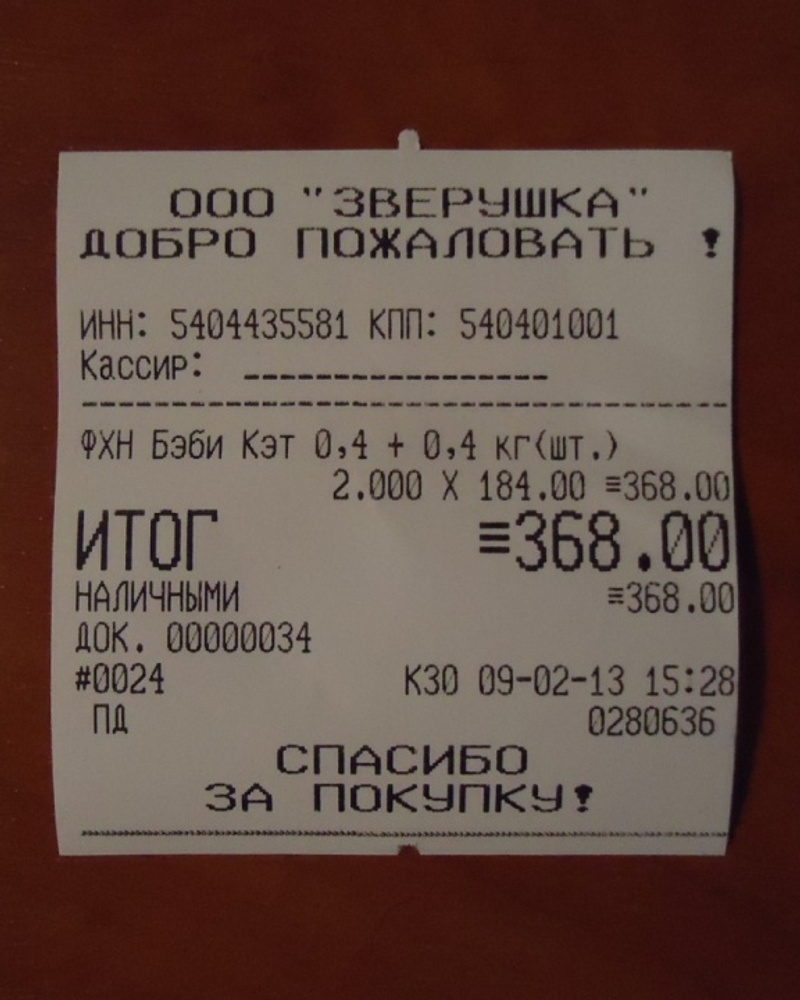 ООО "ЗВЕРУШКА"
ДОБРО ПОЖАЛОВАТЬ !
ИНН: 5404435581 КПП: 540401001
Кассир: _________________
ФХН Бэби Кэт 0,4 + 0,4 кг(шт.)
2.000 X 184.00 ≡368.00
ИТОГ ≡368.00
НАЛИЧНЫМИ ≡368.00
ДОК. 00000034
#0024 К30 09-02-13 15:28
ПД 0280636
СПАСИБО
ЗА ПОКУПКУ!